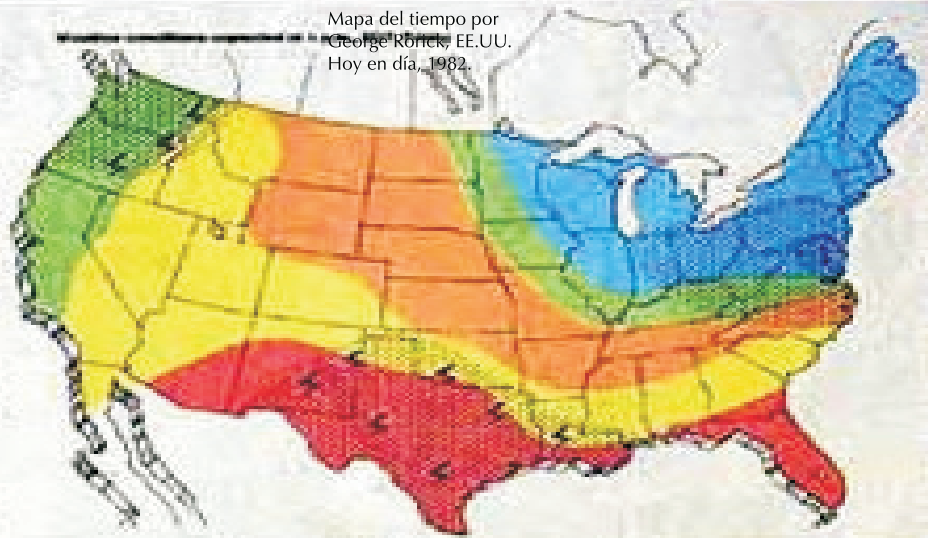 Mapa del tiempo por
George Rorick, EE.UU.
Hoy en día, 1982.